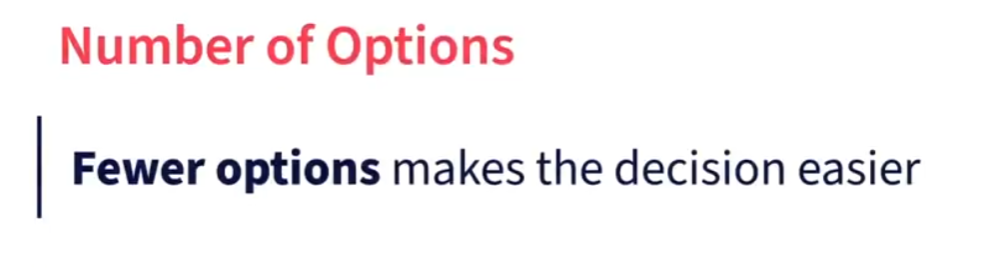 Number of Options
Fewer options makes the decision easier